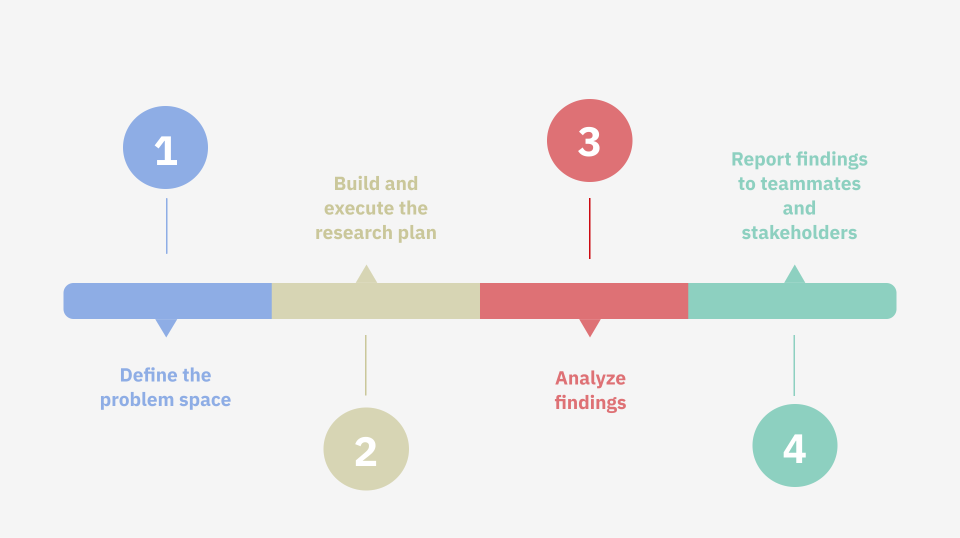 1
Define the
problem space
Build and
execute the
research plan
2
3
Analyze
findings
Report findings
to teammates
and
stakeholders
4